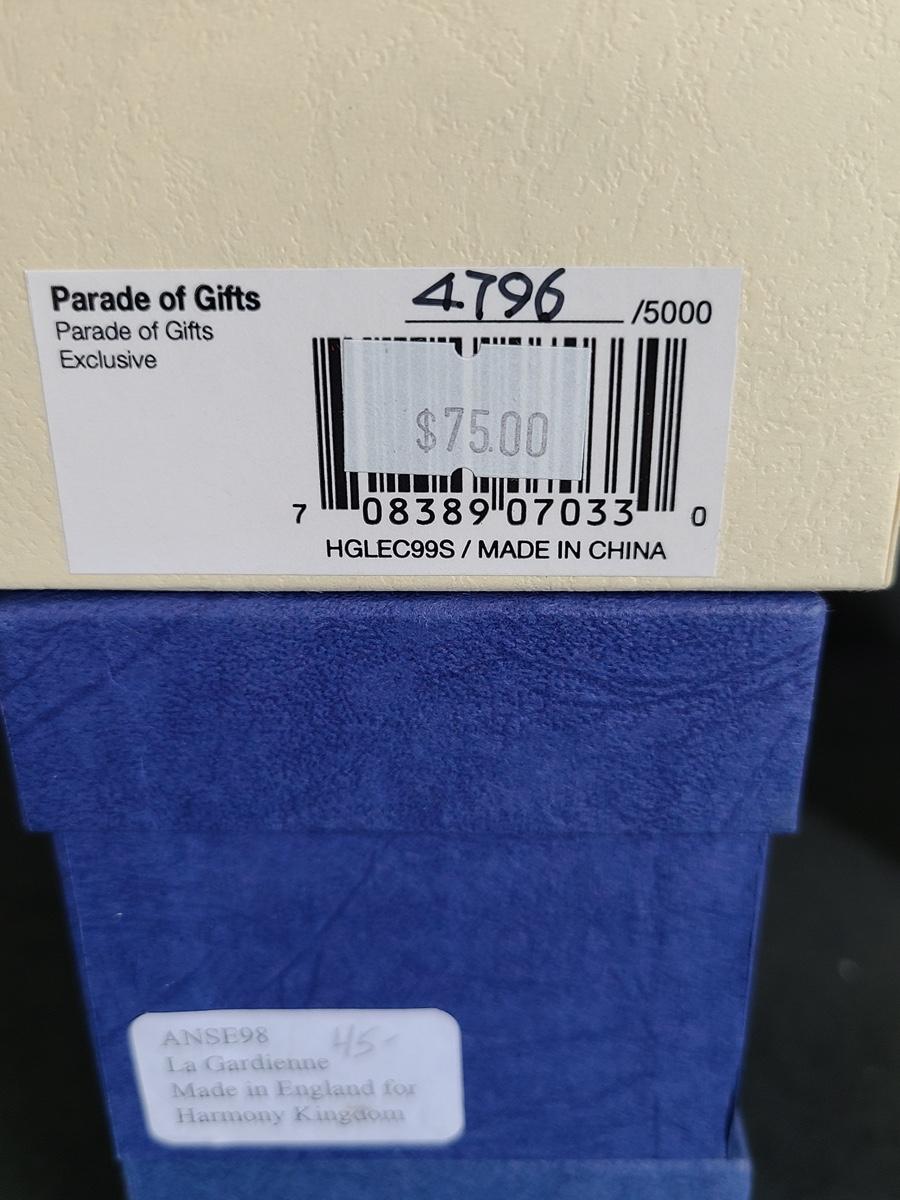 Parade of Gifts
Parade of Gifts
Exclusive
4796 /5000
$75.00
7 08389 07033 0
HGLEC99S / MADE IN CHINA
ANSE98 45-
La Gardienne
Made in England for
Harmony Kingdom